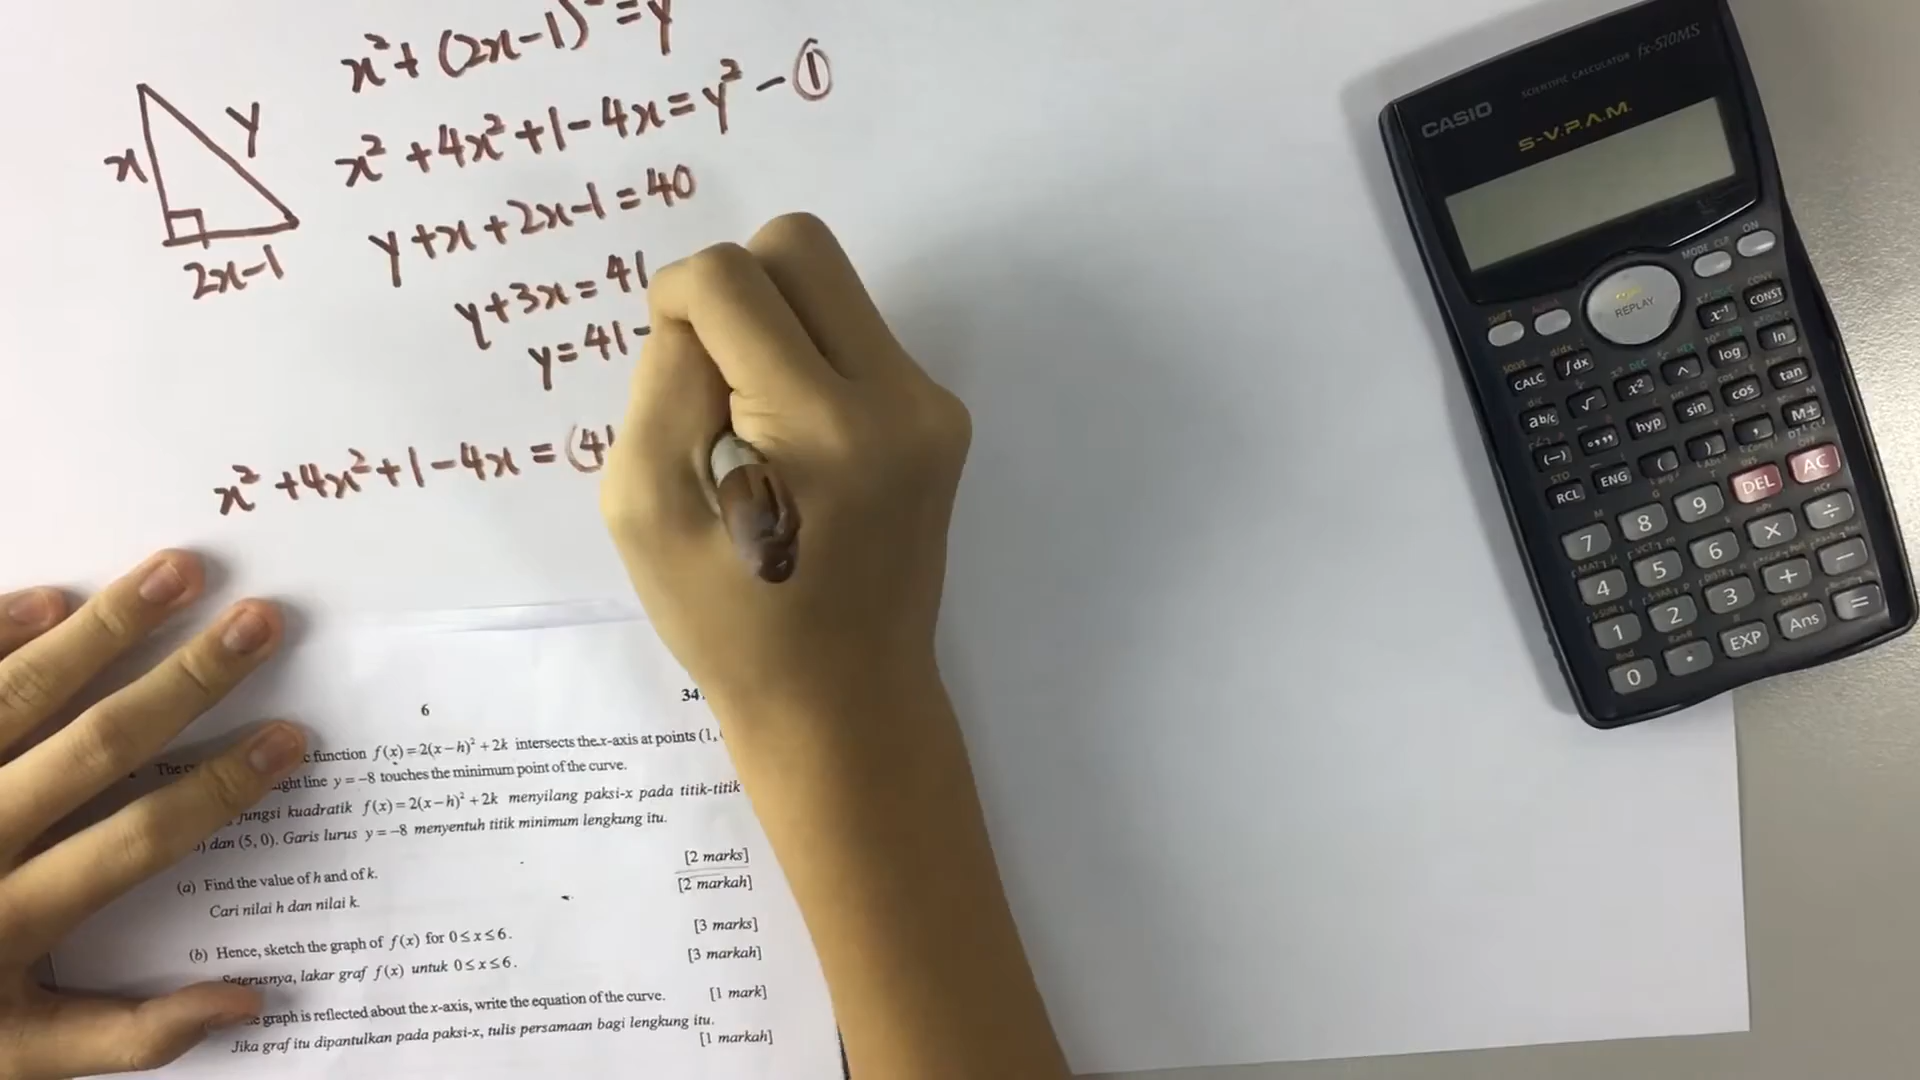 x² + (2x-1)² = y
x² + 4x² + 1 - 4x = y² - ①
y + x + 2x - 1 = 40
y + 3x = 41
y = 41 -
x² + 4x² + 1 - 4x = (41
x
y
2x-1
6
34
function f(x) = 2(x-h)² + 2k intersects the x-axis at points (1,
line y = -8 touches the minimum point of the curve.
fungsi kuadratik f(x) = 2(x-h)² + 2k menyilang paksi-x pada titik-titik
) dan (5, 0). Garis lurus y = -8 menyentuh titik minimum lengkung itu.
[2 marks]
(a) Find the value of h and of k.
[2 markah]
Cari nilai h dan nilai k.
[3 marks]
(b) Hence, sketch the graph of f(x) for 0 ≤ x ≤ 6.
[3 markah]
Seterusnya, lakar graf f(x) untuk 0 ≤ x ≤ 6.
graph is reflected about the x-axis, write the equation of the curve. [1 mark]
Jika graf itu dipantulkan pada paksi-x, tulis persamaan bagi lengkung itu.
[1 markah]
CASIO
SCIENTIFIC CALCULATOR fx-570MS
S-V.P.A.M.
REPLAY
SHIFT
MODE CLR ON
SOLVE d/dx
CALC ∫dx
x⁻¹ CONST
ab/c √ x² ^ log ln
(-) °,,, hyp sin cos tan
RCL ENG ( ) , M+
7 8 9 DEL AC
4 5 6 × ÷
1 2 3 + −
0 . EXP Ans =